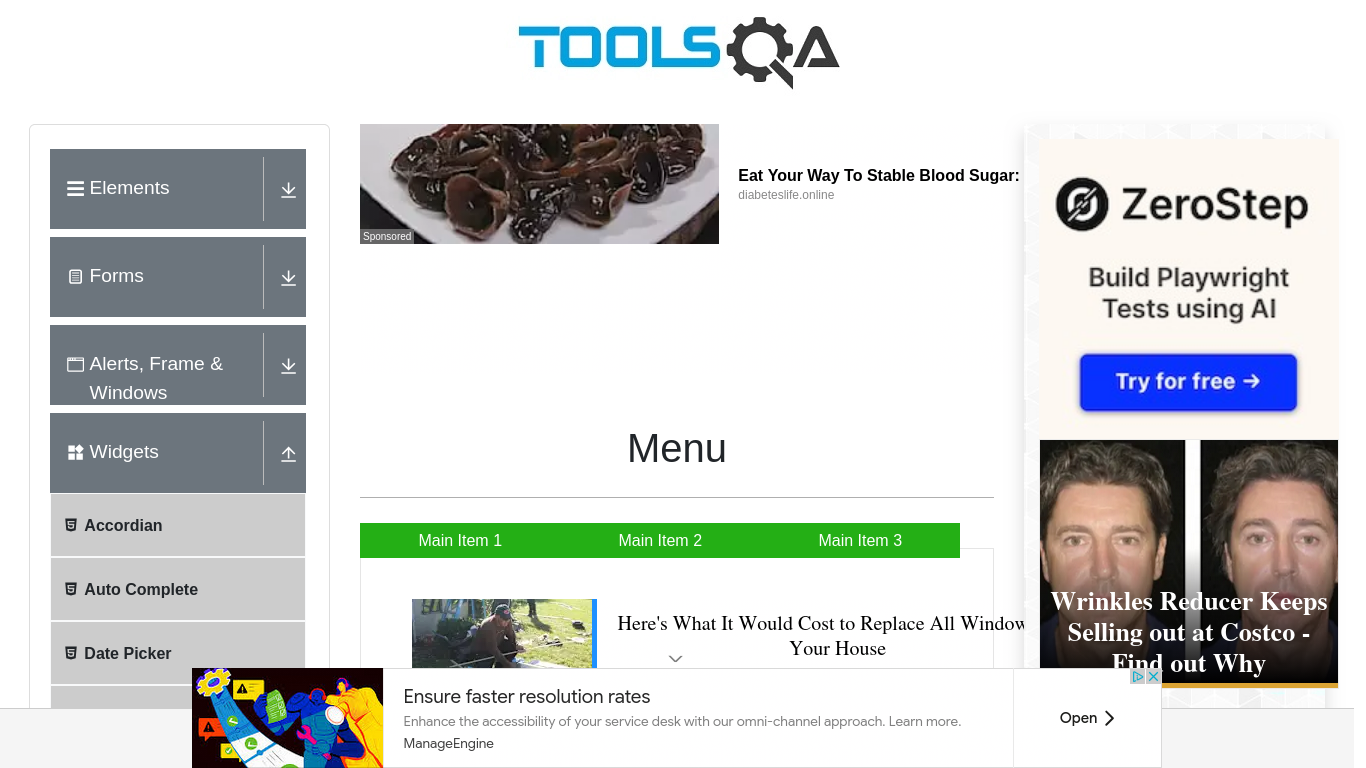 TOOLSQA
Elements
Forms
Alerts, Frame &
Windows
Widgets
Accordian
Auto Complete
Date Picker
Sponsored
Eat Your Way To Stable Blood Sugar:
diabeteslife.online
Menu
Main Item 1
Main Item 2
Main Item 3
Here's What It Would Cost to Replace All Window
Your House
ZeroStep
Build Playwright
Tests using AI
Try for free →
Wrinkles Reducer Keeps
Selling out at Costco -
Find out Why
Ensure faster resolution rates
Enhance the accessibility of your service desk with our omni-channel approach. Learn more.
ManageEngine
Open